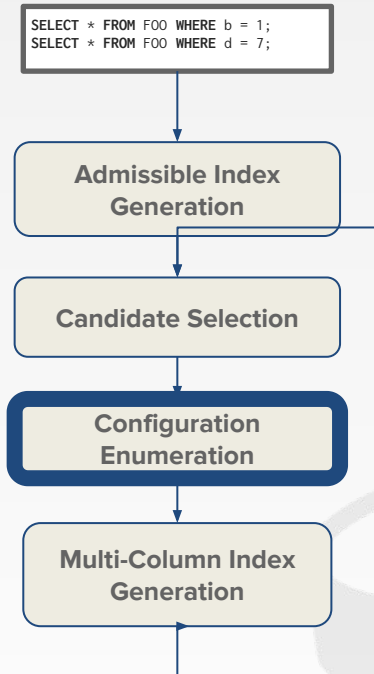 SELECT * FROM FOO WHERE b = 1;
SELECT * FROM FOO WHERE d = 7;
Admissible Index
Generation
Candidate Selection
Configuration
Enumeration
Multi-Column Index
Generation